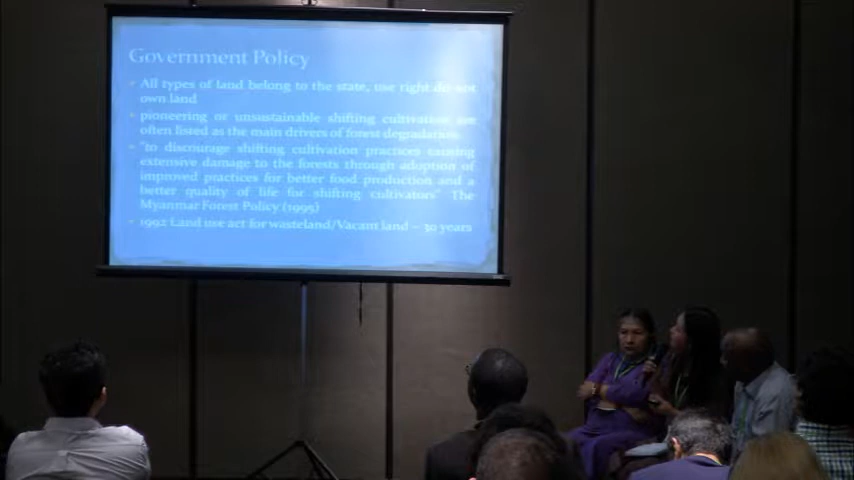 Government Policy
All types of land belong to the state, use right do not
own land
pioneering or unsustainable shifting cultivation are
often listed as the main drivers of forest degradation.
"to discourage shifting cultivation practices causing
extensive damage to the forests through adoption of
improved practices for better food production and a
better quality of life for shifting cultivators" The
Myanmar Forest Policy (1995)
1992 Land use act for wasteland/Vacant land – 30 years